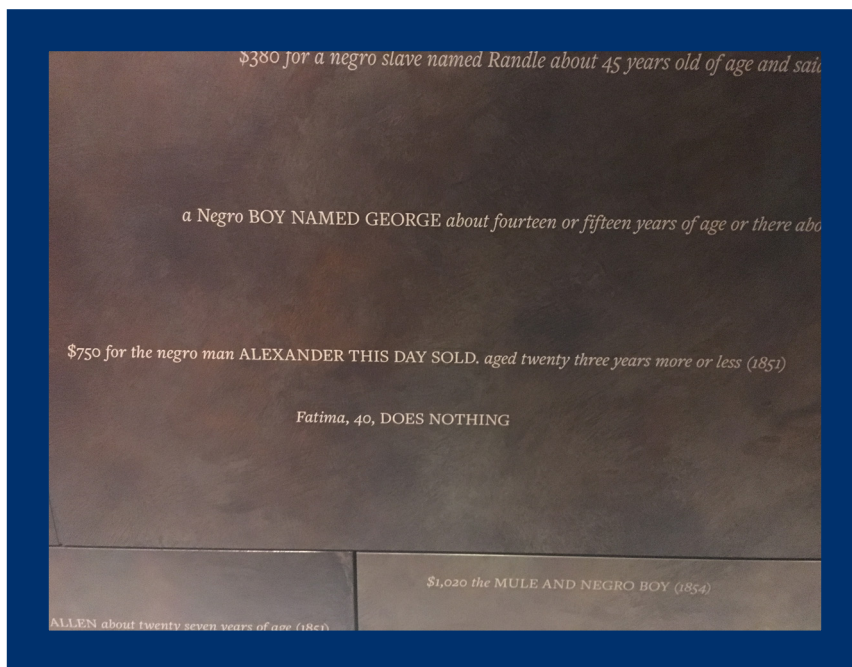 $380 for a negro slave named Randle about 45 years old of age and said
a Negro BOY NAMED GEORGE about fourteen or fifteen years of age or there
$750 for the negro man ALEXANDER THIS DAY SOLD. aged twenty three years more or less (1851)
Fatima, 40, DOES NOTHING
$1,020 the MULE AND NEGRO BOY (1854)
ALLEN about twenty seven years of age (1851)